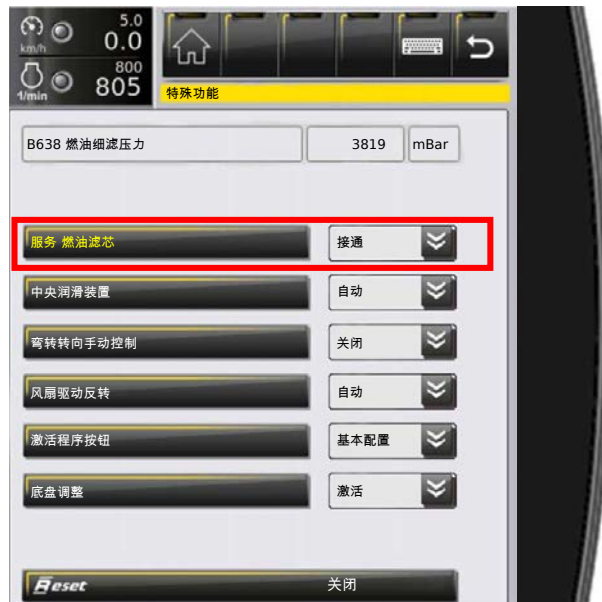 5.0
km/h 0.0
800
1/min 805
特殊功能
B638 燃油细滤压力 3819 mBar
服务 燃油滤芯 接通
中央润滑装置 自动
弯转转向手动控制 关闭
风扇驱动反转 自动
激活程序按钮 基本配置
底盘调整 激活
Reset 关闭